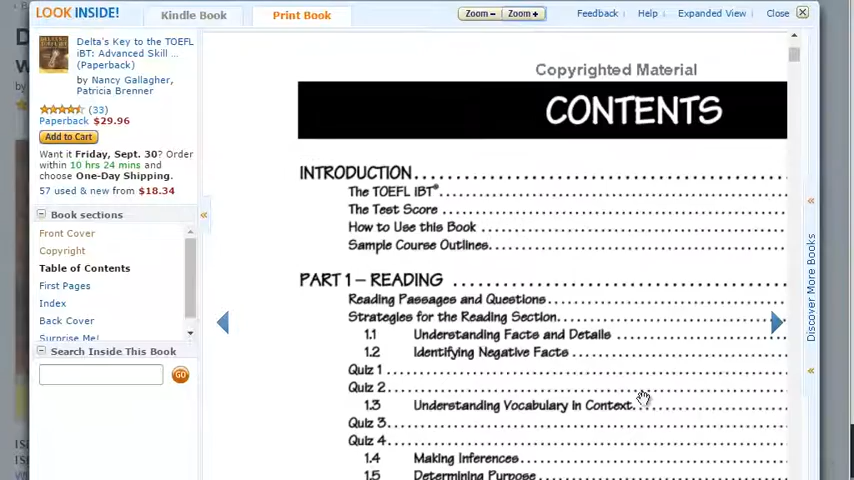 LOOK INSIDE!
Kindle Book
Print Book
Zoom −
Zoom +
Feedback
Help
Expanded View
Close
Delta's Key to the TOEFL
iBT: Advanced Skill ...
(Paperback)
by Nancy Gallagher,
Patricia Brenner
(33)
Paperback $29.96
Add to Cart
Want it Friday, Sept. 30? Order
within 10 hrs 24 mins and
choose One-Day Shipping.
57 used & new from $18.34
Book sections
Front Cover
Copyright
Table of Contents
First Pages
Index
Back Cover
Surprise Me!
Search Inside This Book
GO
Copyrighted Material
CONTENTS
INTRODUCTION
The TOEFL iBT®
The Test Score
How to Use this Book
Sample Course Outlines
PART 1 – READING
Reading Passages and Questions
Strategies for the Reading Section
1.1 Understanding Facts and Details
1.2 Identifying Negative Facts
Quiz 1
Quiz 2
1.3 Understanding Vocabulary in Context
Quiz 3
Quiz 4
1.4 Making Inferences
1.5 Determining Purpose
Discover More Books